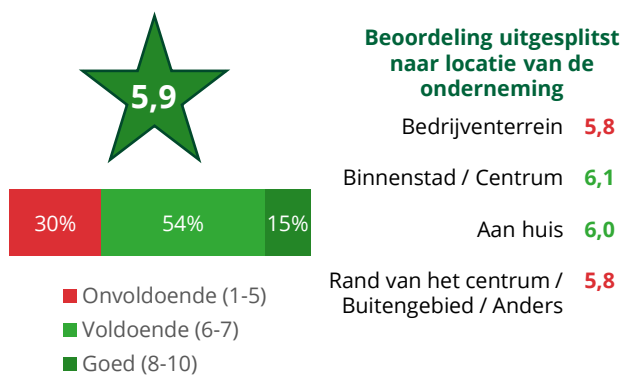 5,9
30% 54% 15%
Onvoldoende (1-5)
Voldoende (6-7)
Goed (8-10)
Beoordeling uitgesplitst
naar locatie van de
onderneming
Bedrijventerrein 5,8
Binnenstad / Centrum 6,1
Aan huis 6,0
Rand van het centrum / 5,8
Buitengebied / Anders